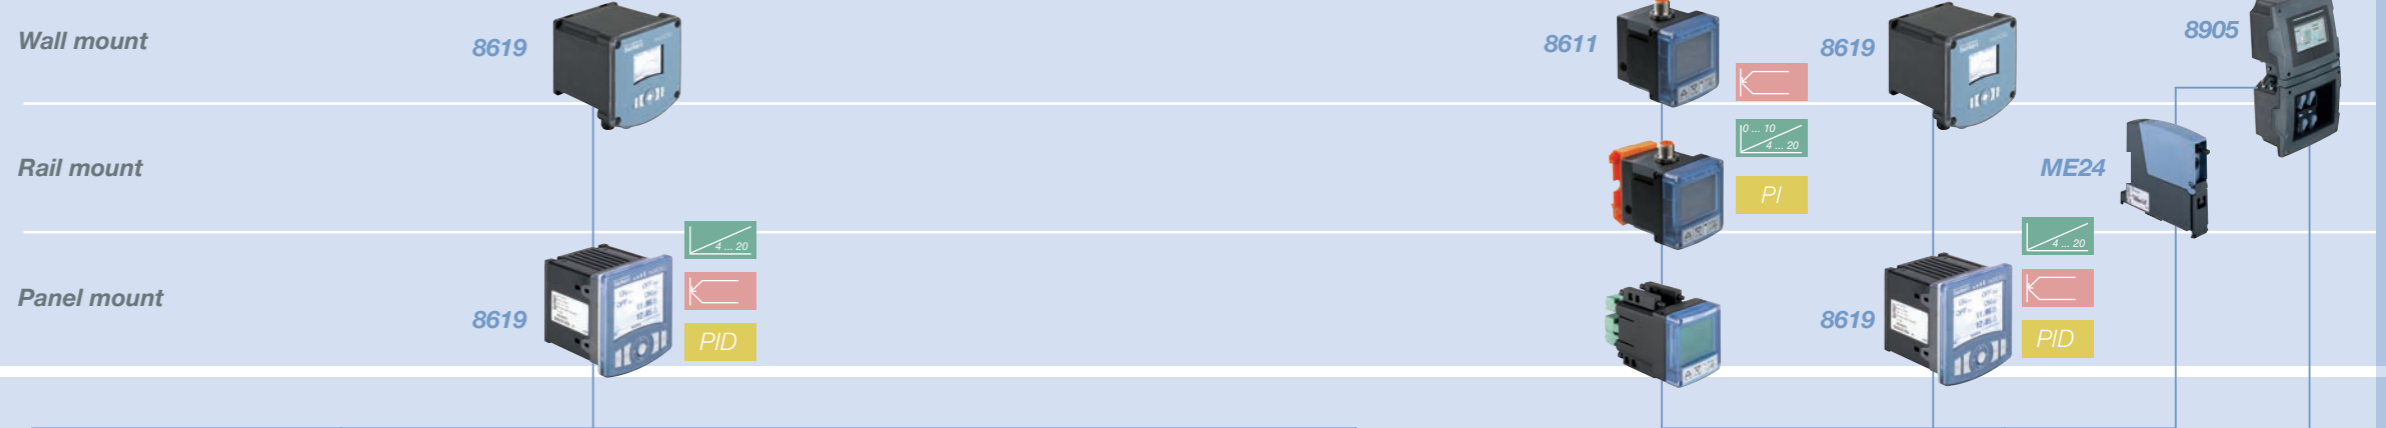 Wall mount
8619
8611
8619
8905
0 ... 10
4 ... 20
Rail mount
PI
ME24
4 ... 20
4 ... 20
Panel mount
8619
PID
8619
PID